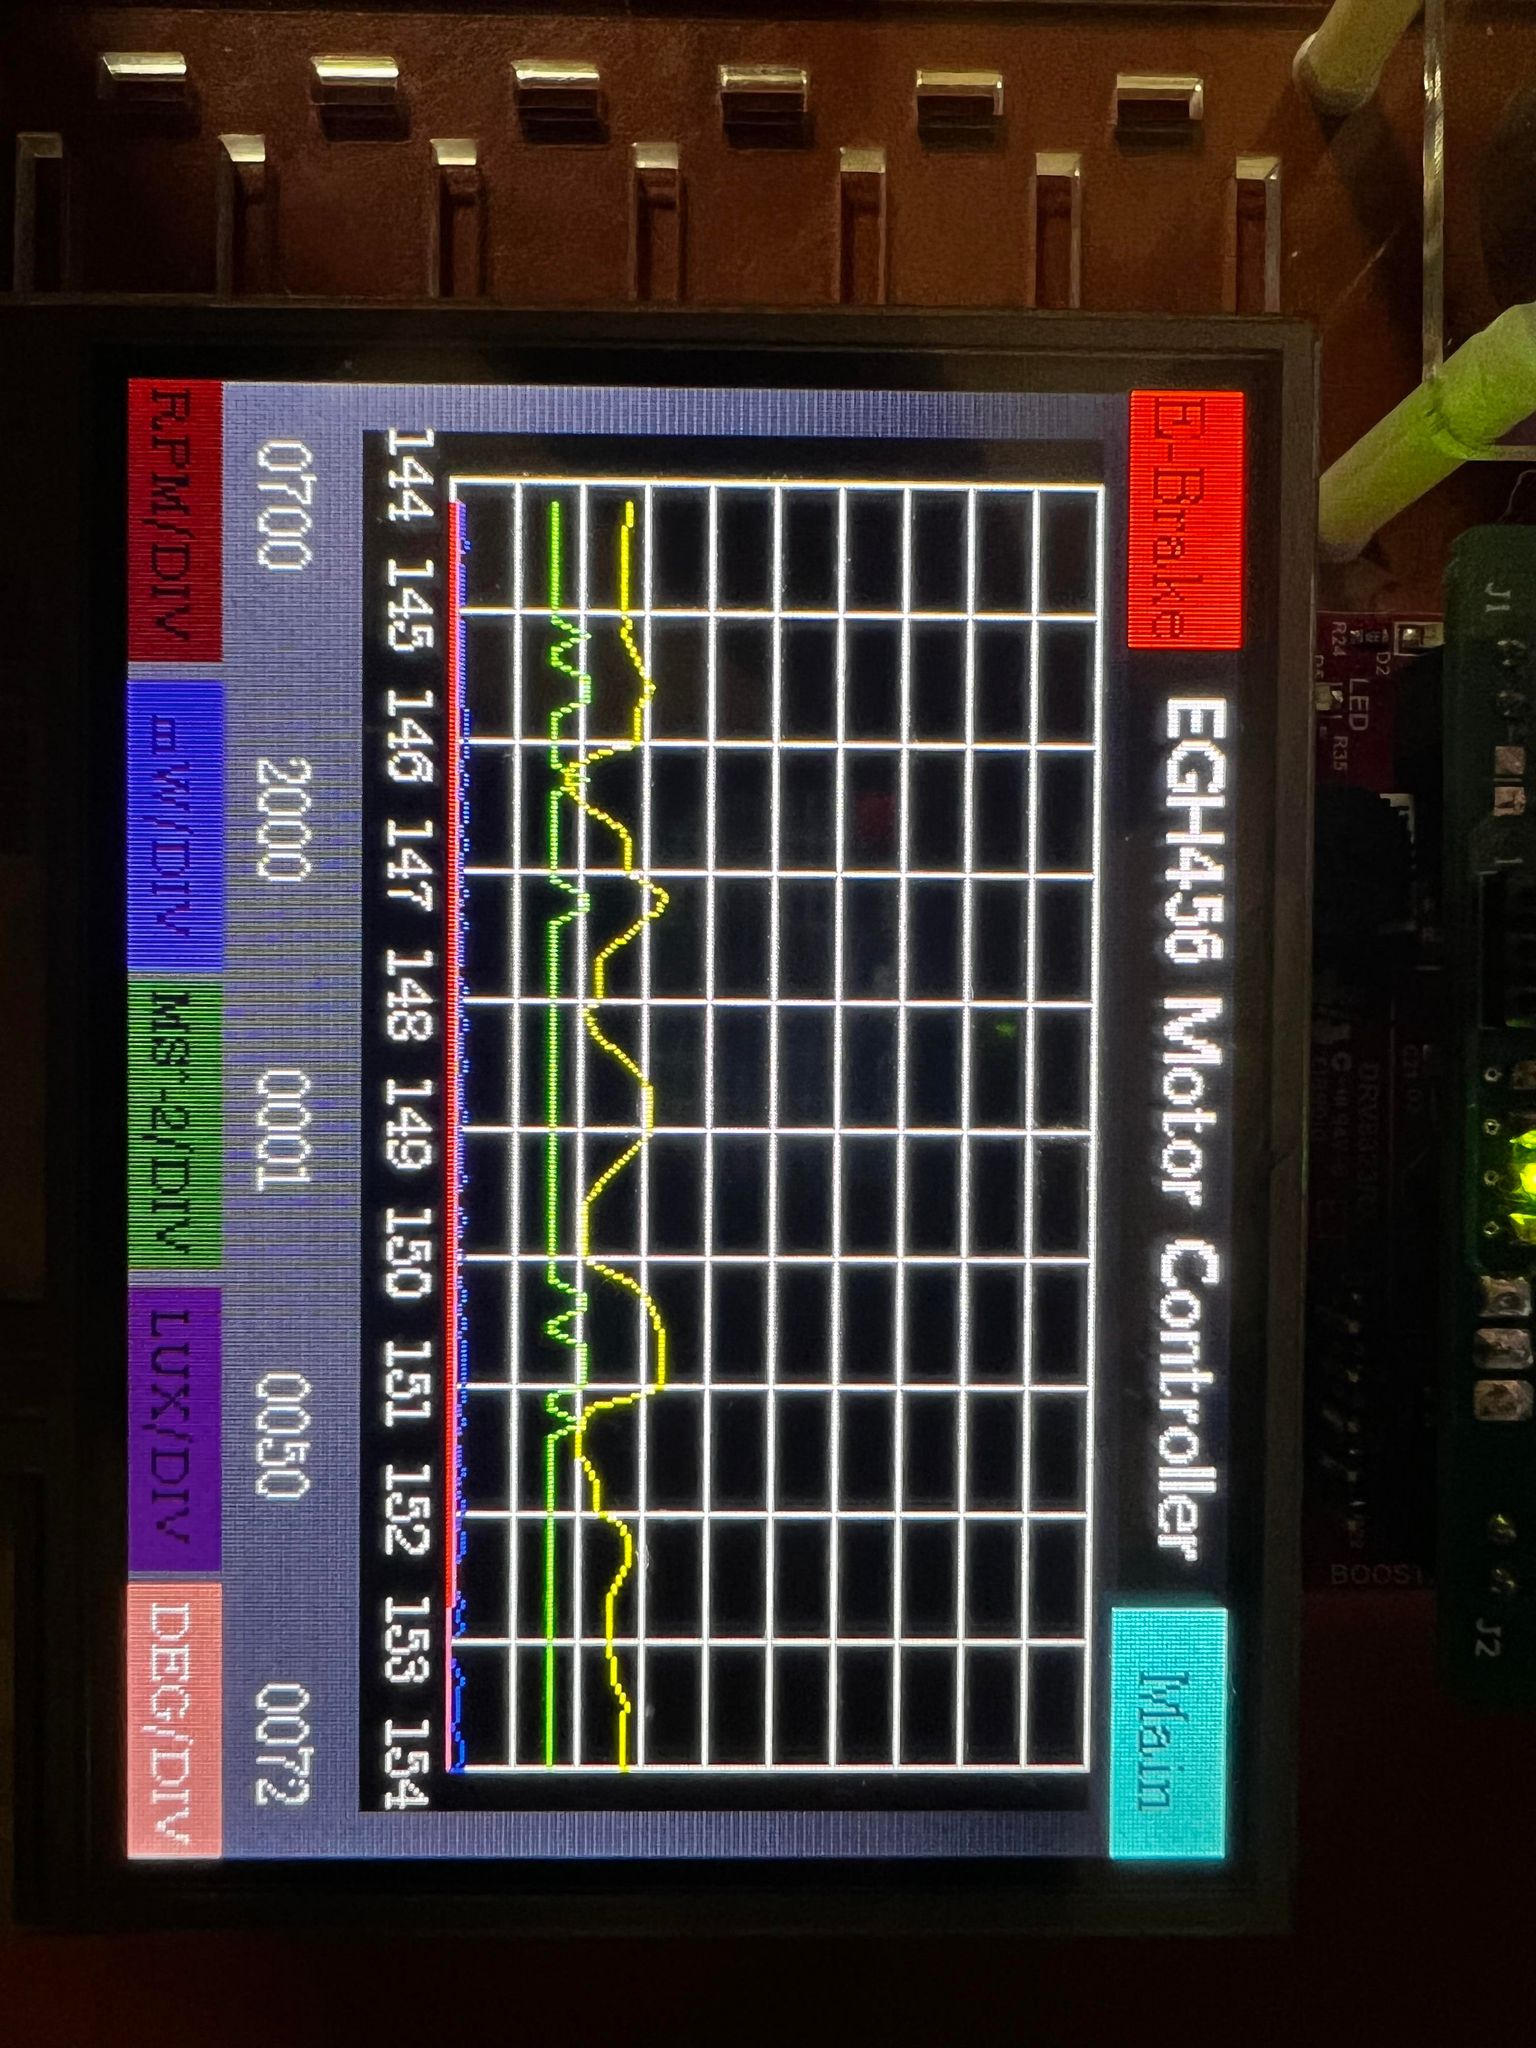 E-Brake EGH456 Motor Controller Main
144 145 146 147 148 149 150 151 152 153 154
0700 2000 0001 0050 0072
RPM/DIV mW/DIV MS^-2/DIV LUX/DIV DEG/DIV
J1
D2
R24
LED
R35
1
BOOST
J2